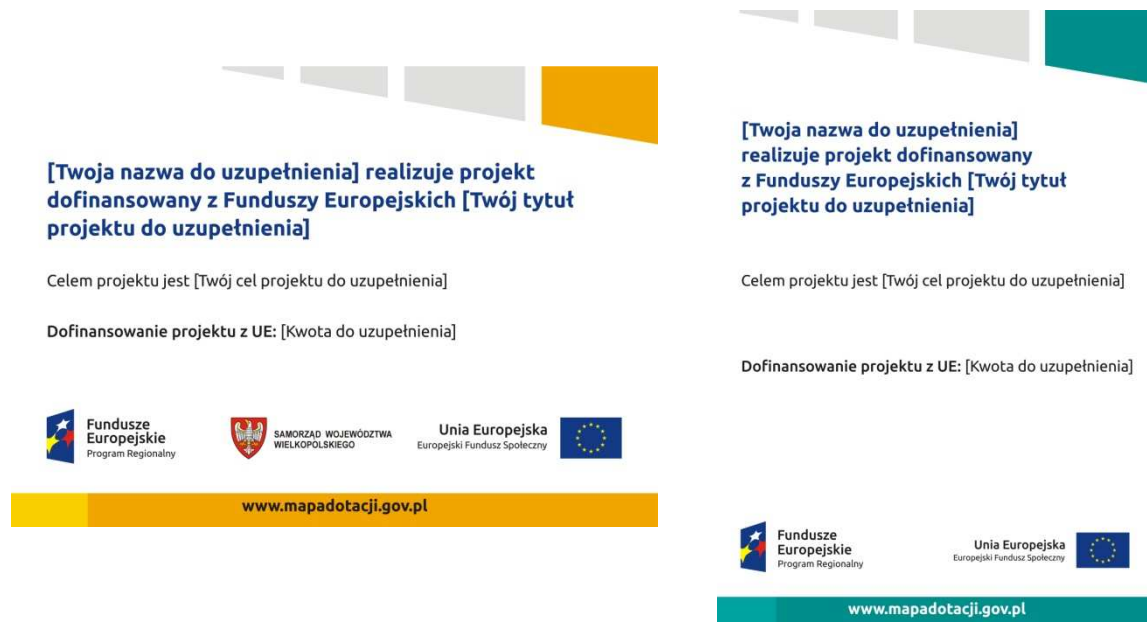 [Twoja nazwa do uzupełnienia] realizuje projekt
dofinansowany z Funduszy Europejskich [Twój tytuł
projektu do uzupełnienia]
Celem projektu jest [Twój cel projektu do uzupełnienia]
Dofinansowanie projektu z UE: [Kwota do uzupełnienia]
Fundusze
Europejskie
Program Regionalny
SAMORZĄD WOJEWÓDZTWA
WIELKOPOLSKIEGO
Unia Europejska
Europejski Fundusz Społeczny
www.mapadotacji.gov.pl
[Twoja nazwa do uzupełnienia]
realizuje projekt dofinansowany
z Funduszy Europejskich [Twój tytuł
projektu do uzupełnienia]
Celem projektu jest [Twój cel projektu do uzupełnienia]
Dofinansowanie projektu z UE: [Kwota do uzupełnienia]
Fundusze
Europejskie
Program Regionalny
Unia Europejska
Europejski Fundusz Społeczny
www.mapadotacji.gov.pl